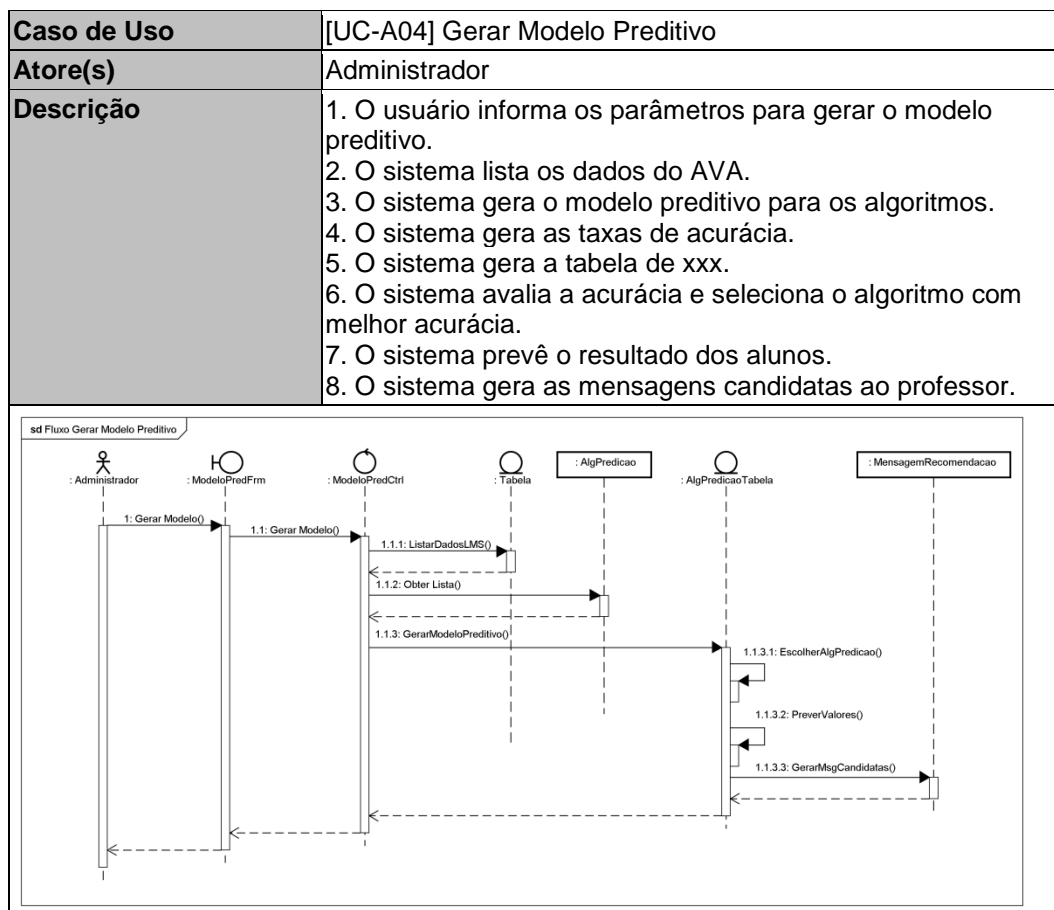 Caso de Uso
[UC-A04] Gerar Modelo Preditivo
Atore(s)
Administrador
Descrição
1. O usuário informa os parâmetros para gerar o modelo
preditivo.
2. O sistema lista os dados do AVA.
3. O sistema gera o modelo preditivo para os algoritmos.
4. O sistema gera as taxas de acurácia.
5. O sistema gera a tabela de xxx.
6. O sistema avalia a acurácia e seleciona o algoritmo com
melhor acurácia.
7. O sistema prevê o resultado dos alunos.
8. O sistema gera as mensagens candidatas ao professor.
sd Fluxo Gerar Modelo Preditivo
: Administrador
: ModeloPredFrm
: ModeloPredCtrl
: Tabela
: AlgPredicao
: AlgPredicaoTabela
: MensagemRecomendacao
1: Gerar Modelo()
1.1: Gerar Modelo()
1.1.1: ListarDadosLMS()
1.1.2: Obter Lista()
1.1.3: GerarModeloPreditivo()
1.1.3.1: EscolherAlgPredicao()
1.1.3.2: PreverValores()
1.1.3.3: GerarMsgCandidatas()